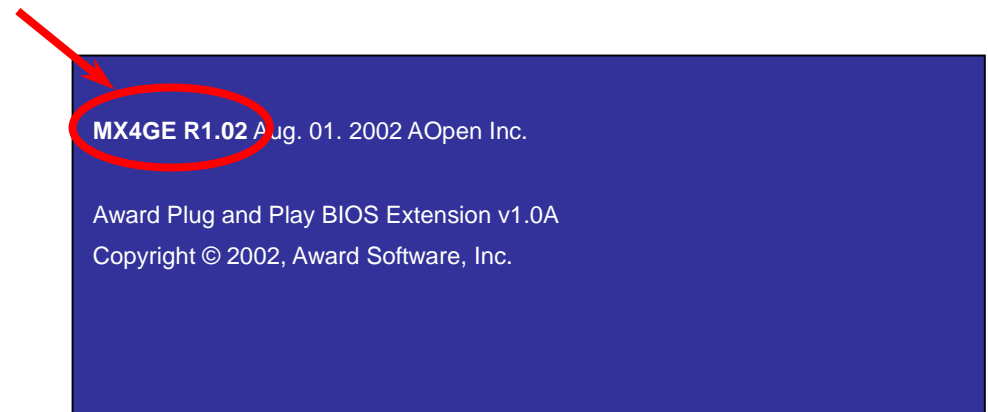 MX4GE R1.02 Aug. 01. 2002 AOpen Inc.
Award Plug and Play BIOS Extension v1.0A
Copyright © 2002, Award Software, Inc.